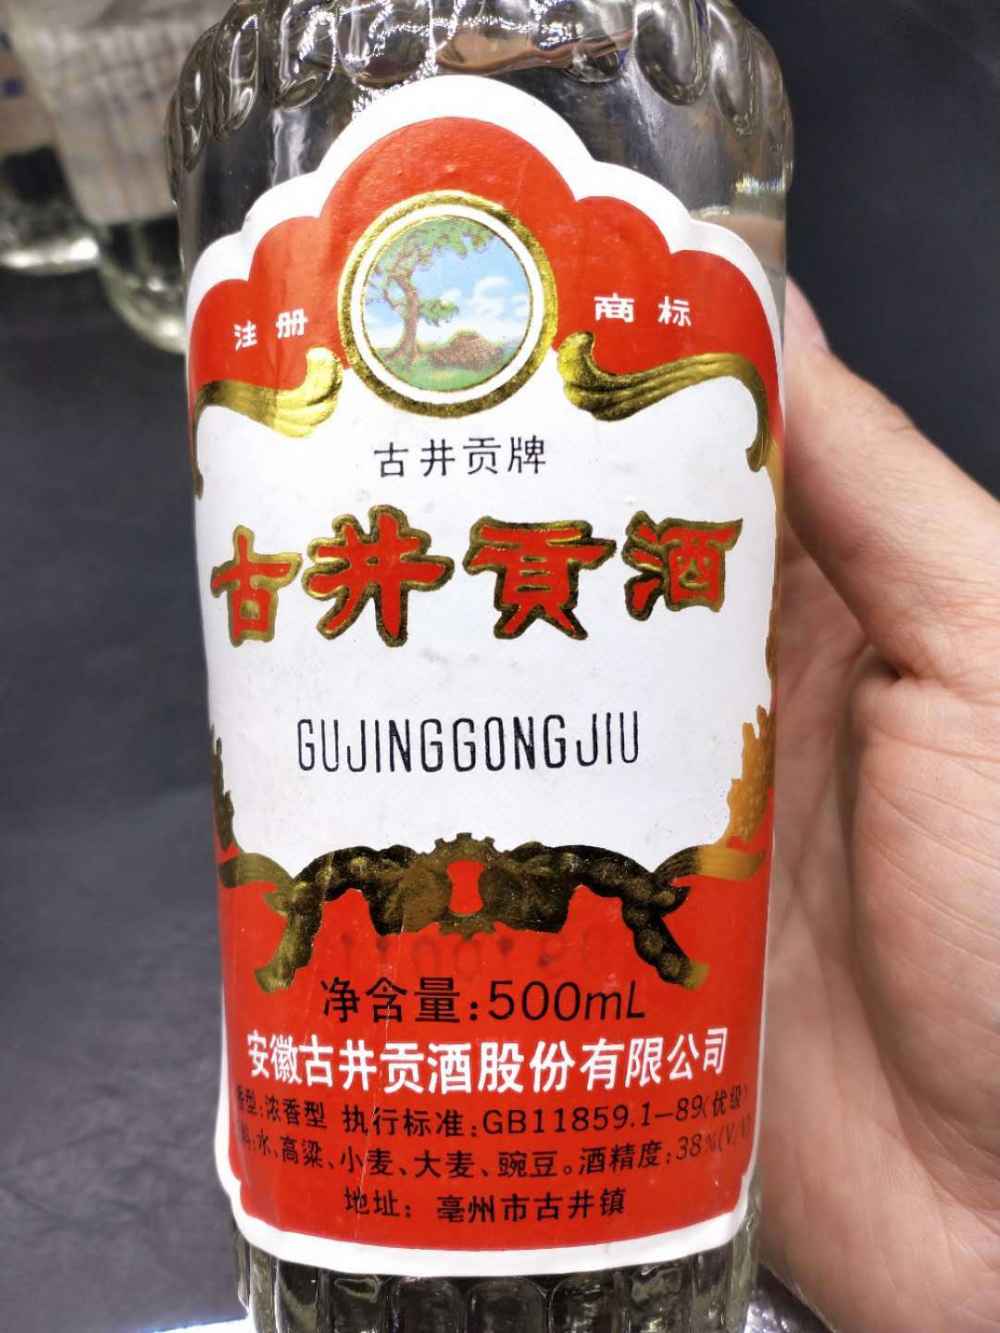 注册 商标
古井贡牌
古井贡酒
GUJINGGONGJIU
净含量:500mL
安徽古井贡酒股份有限公司
香型:浓香型 执行标准:GB11859.1-89(优级)
料:水、高粱、小麦、大麦、豌豆。酒精度:38%(V/V)
地址: 亳州市古井镇